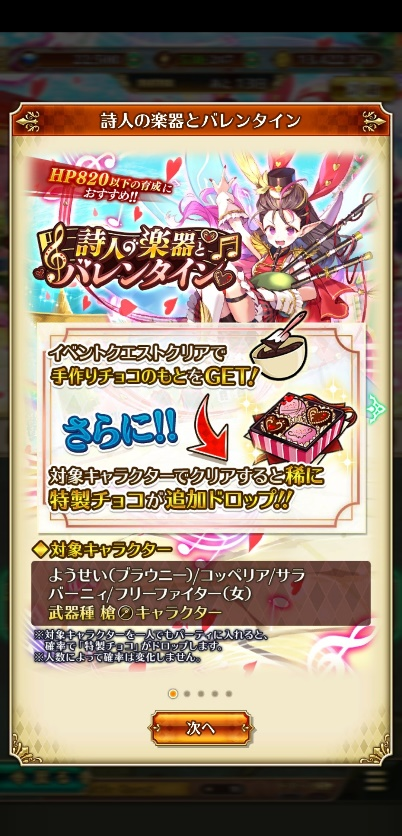 詩人の楽器とバレンタイン
HP820以下の育成に
おすすめ!!
詩人の楽器と
バレンタイン
イベントクエストクリアで
手作りチョコのもとをGET!
さらに!!
対象キャラクターでクリアすると稀に
特製チョコが追加ドロップ!!
対象キャラクター
ようせい(ブラウニー)/コッペリア/サラ
バーニィ/フリーファイター(女)
武器種 槍キャラクター
※対象キャラクターを一人でもパーティに入れると、
確率で「特製チョコ」がドロップします。
※人数によって確率は変化しません。
次へ